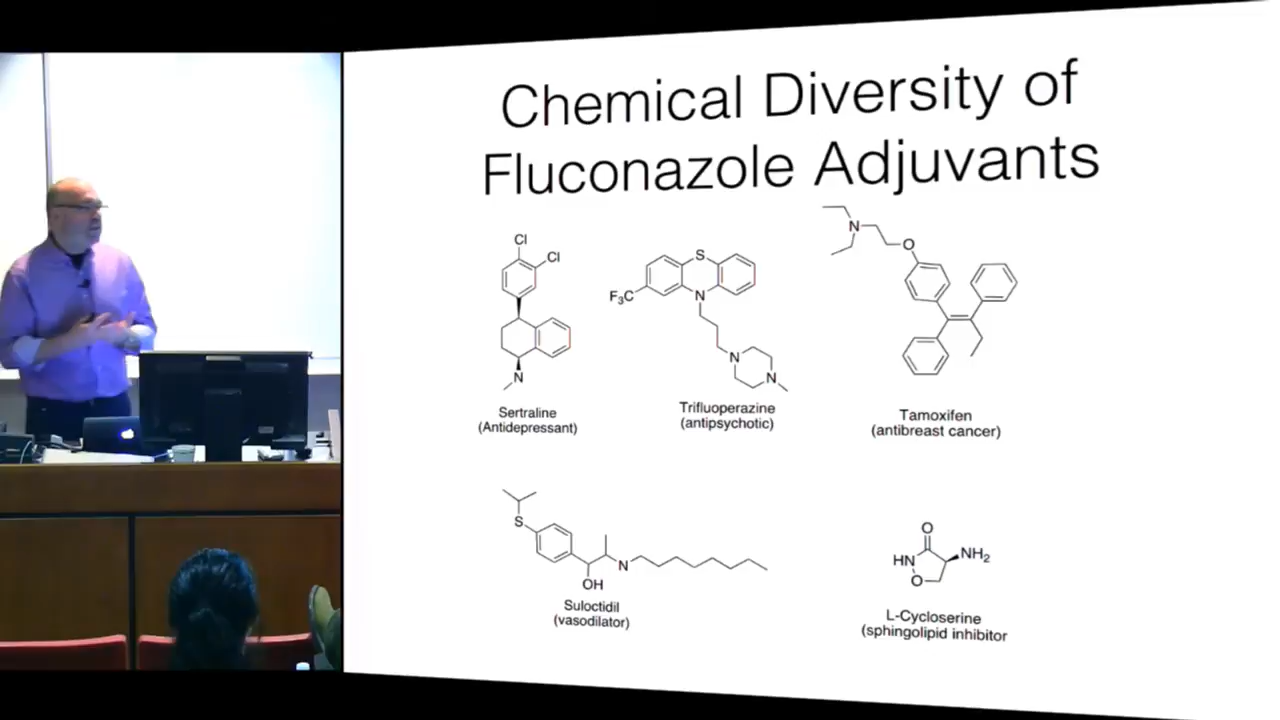 Chemical Diversity of
Fluconazole Adjuvants
Cl
Cl
N
Sertraline
(Antidepressant)
S
F3C
N
N
N
Trifluoperazine
(antipsychotic)
N
O
Tamoxifen
(antibreast cancer)
S
N
OH
Suloctidil
(vasodilator)
O
HN
NH2
O
L-Cycloserine
(sphingolipid inhibitor